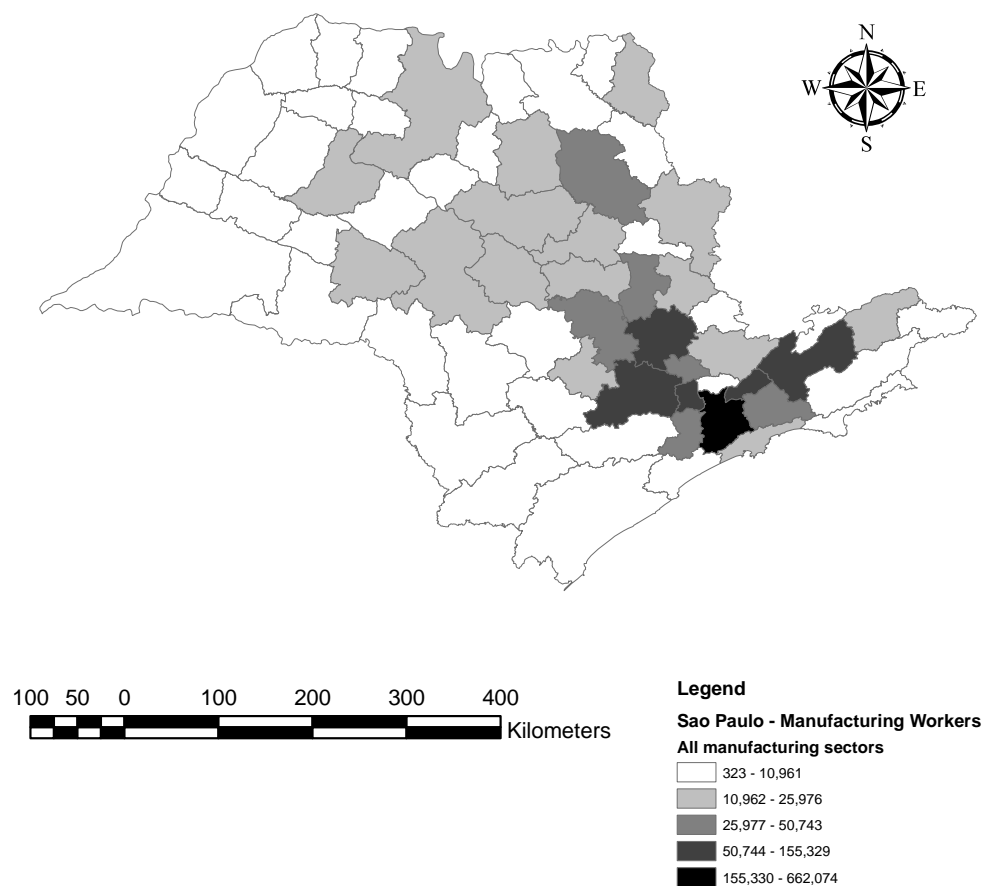 N
W E
S
100 50 0 100 200 300 400
Kilometers
Legend
Sao Paulo - Manufacturing Workers
All manufacturing sectors
323 - 10,961
10,962 - 25,976
25,977 - 50,743
50,744 - 155,329
155,330 - 662,074